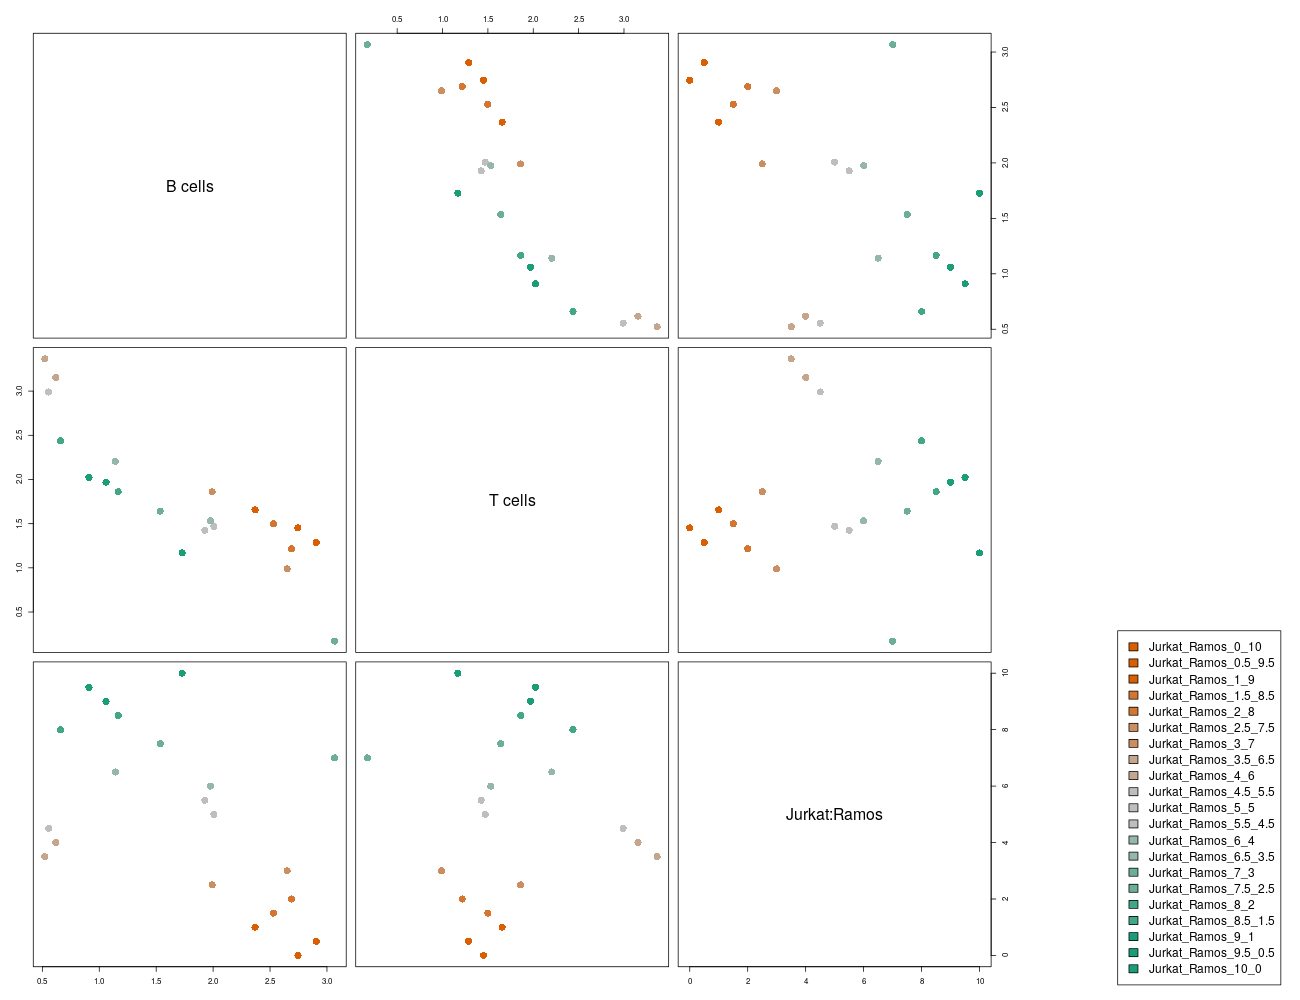 0.5 1.0 1.5 2.0 2.5 3.0
B cells
0.5 1.0 1.5 2.0 2.5 3.0
0.5 1.0 1.5 2.0 2.5 3.0
T cells
Jurkat:Ramos
0 2 4 6 8 10
0.5 1.0 1.5 2.0 2.5 3.0
0 2 4 6 8 10
Jurkat_Ramos_0_10
Jurkat_Ramos_0.5_9.5
Jurkat_Ramos_1_9
Jurkat_Ramos_1.5_8.5
Jurkat_Ramos_2_8
Jurkat_Ramos_2.5_7.5
Jurkat_Ramos_3_7
Jurkat_Ramos_3.5_6.5
Jurkat_Ramos_4_6
Jurkat_Ramos_4.5_5.5
Jurkat_Ramos_5_5
Jurkat_Ramos_5.5_4.5
Jurkat_Ramos_6_4
Jurkat_Ramos_6.5_3.5
Jurkat_Ramos_7_3
Jurkat_Ramos_7.5_2.5
Jurkat_Ramos_8_2
Jurkat_Ramos_8.5_1.5
Jurkat_Ramos_9_1
Jurkat_Ramos_9.5_0.5
Jurkat_Ramos_10_0